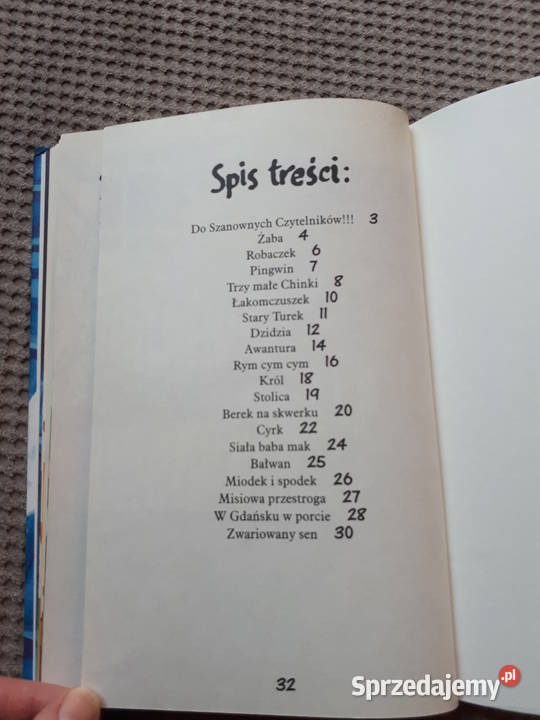 Spis treści:
Do Szanownych Czytelników!!! 3
Żaba 4
Robaczek 6
Pingwin 7
Trzy małe Chinki 8
Łakomczuszek 10
Stary Turek 11
Dzidzia 12
Awantura 14
Rym cym cym 16
Król 18
Stolica 19
Berek na skwerku 20
Cyrk 22
Siała baba mak 24
Bałwan 25
Miodek i spodek 26
Misiowa przestroga 27
W Gdańsku w porcie 28
Zwariowany sen 30
32
Sprzedajemy.pl